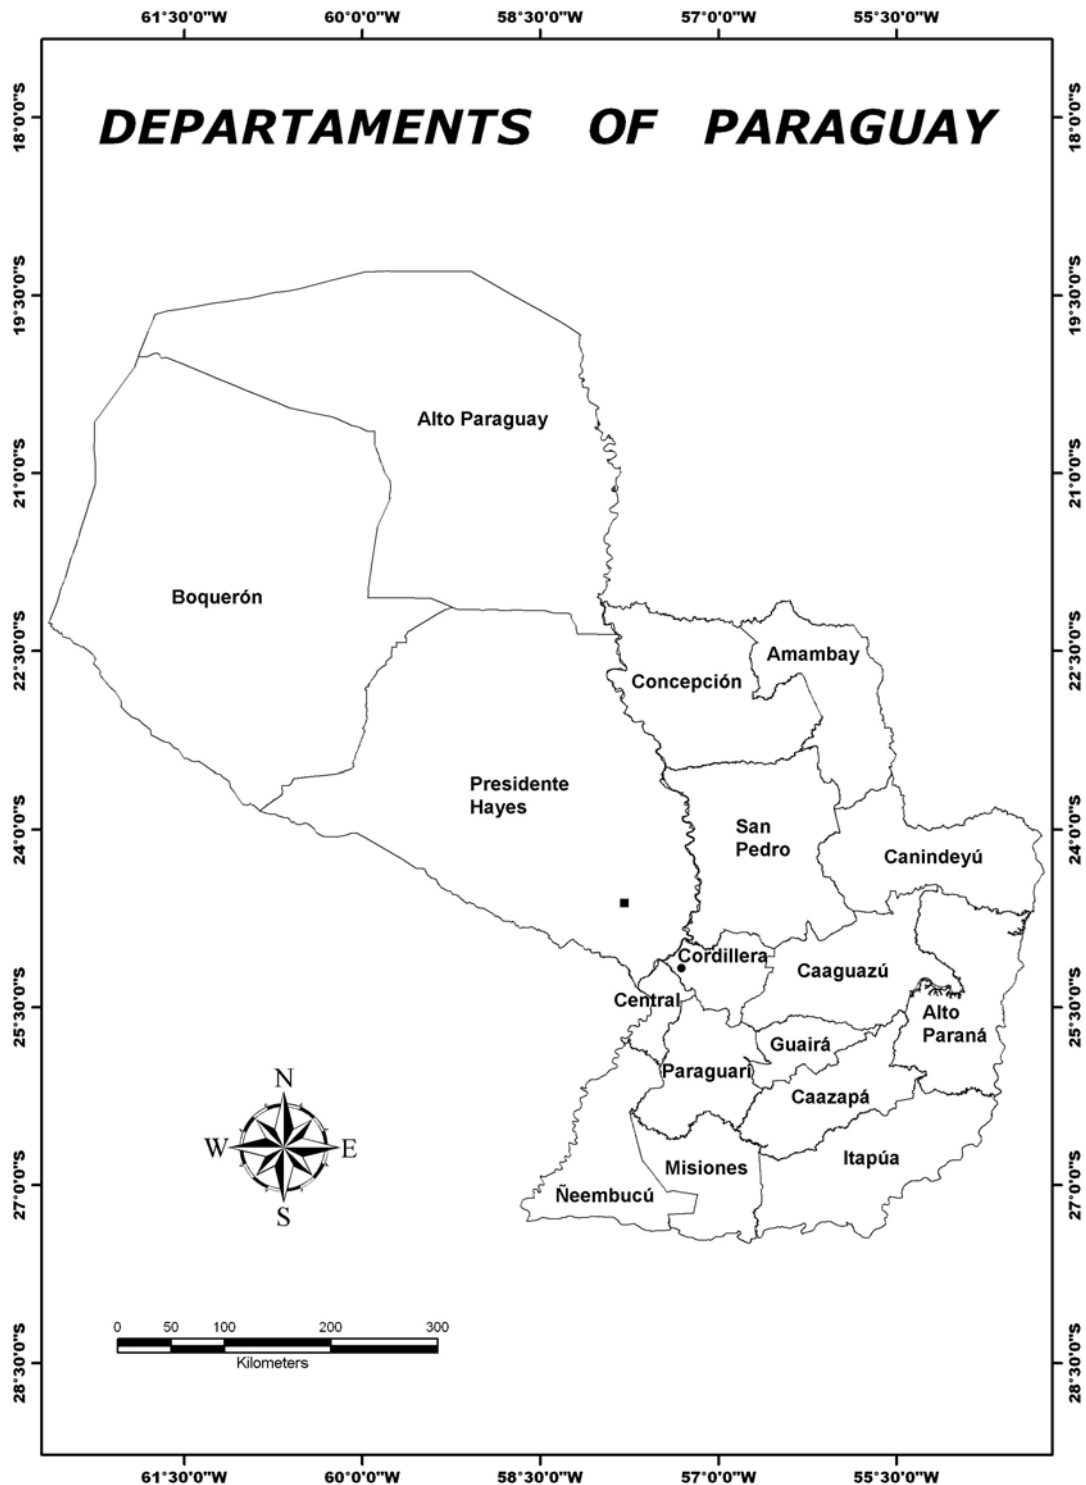 61°30'0"W 60°0'0"W 58°30'0"W 57°0'0"W 55°30'0"W
DEPARTAMENTS OF PARAGUAY
18°0'0"S 18°0'0"S
19°30'0"S 19°30'0"S
Alto Paraguay
21°0'0"S 21°0'0"S
Boquerón
22°30'0"S 22°30'0"S
Amambay
Concepción
Presidente
Hayes
24°0'0"S 24°0'0"S
San
Pedro
Canindeyú
Cordillera
Caaguazú
Central
25°30'0"S 25°30'0"S
Alto
Paraná
Guairá
Paraguarí
Caazapá
N
W E
S
Itapúa
Misiones
Ñeembucú
27°0'0"S 27°0'0"S
0 50 100 200 300
Kilometers
28°30'0"S 28°30'0"S
61°30'0"W 60°0'0"W 58°30'0"W 57°0'0"W 55°30'0"W